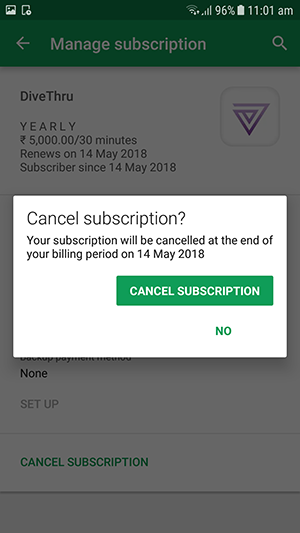 96% 11:01 am
Manage subscription
DiveThru
YEARLY
₹ 5,000.00/30 minutes
Renews on 14 May 2018
Subscriber since 14 May 2018
Cancel subscription?
Your subscription will be cancelled at the end of
your billing period on 14 May 2018
CANCEL SUBSCRIPTION
NO
Backup payment method
None
SET UP
CANCEL SUBSCRIPTION